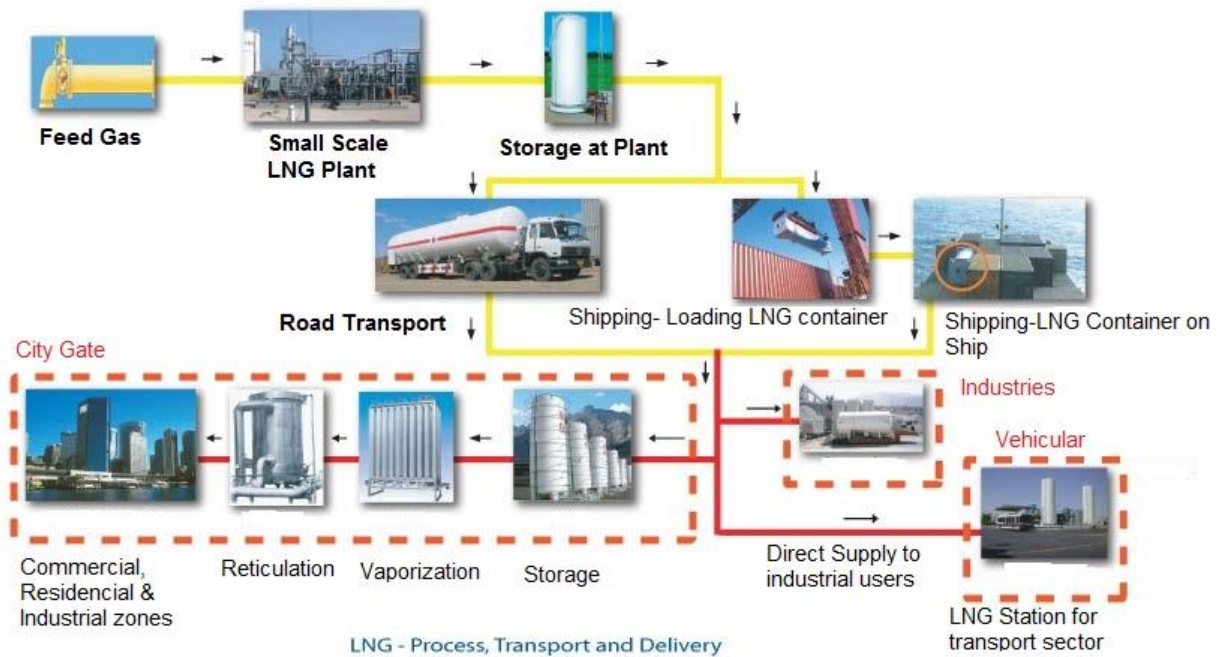 Feed Gas
Small Scale
LNG Plant
Storage at Plant
Road Transport
Shipping- Loading LNG container
Shipping-LNG Container on
Ship
City Gate
Industries
Vehicular
Commercial,
Residencial &
Industrial zones
Reticulation
Vaporization
Storage
Direct Supply to
industrial users
LNG Station for
transport sector
LNG - Process, Transport and Delivery